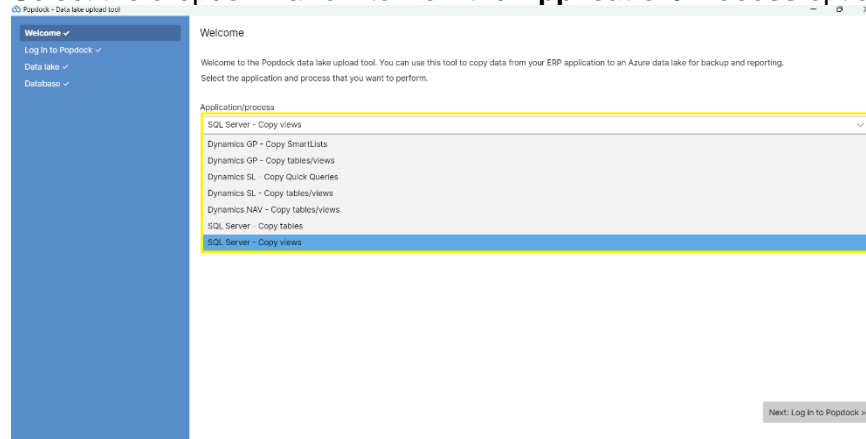 Popdock - Data lake upload tool
Welcome ✓
Log in to Popdock ✓
Data lake ✓
Database ✓
Welcome
Welcome to the Popdock data lake upload tool. You can use this tool to copy data from your ERP application to an Azure data lake for backup and reporting.
Select the application and process that you want to perform.
Application/process
SQL Server - Copy views
Dynamics GP - Copy SmartLists
Dynamics GP - Copy tables/views
Dynamics SL - Copy Quick Queries
Dynamics SL - Copy tables/views
Dynamics NAV - Copy tables/views
SQL Server - Copy tables
SQL Server - Copy views
Next: Log in to Popdock >